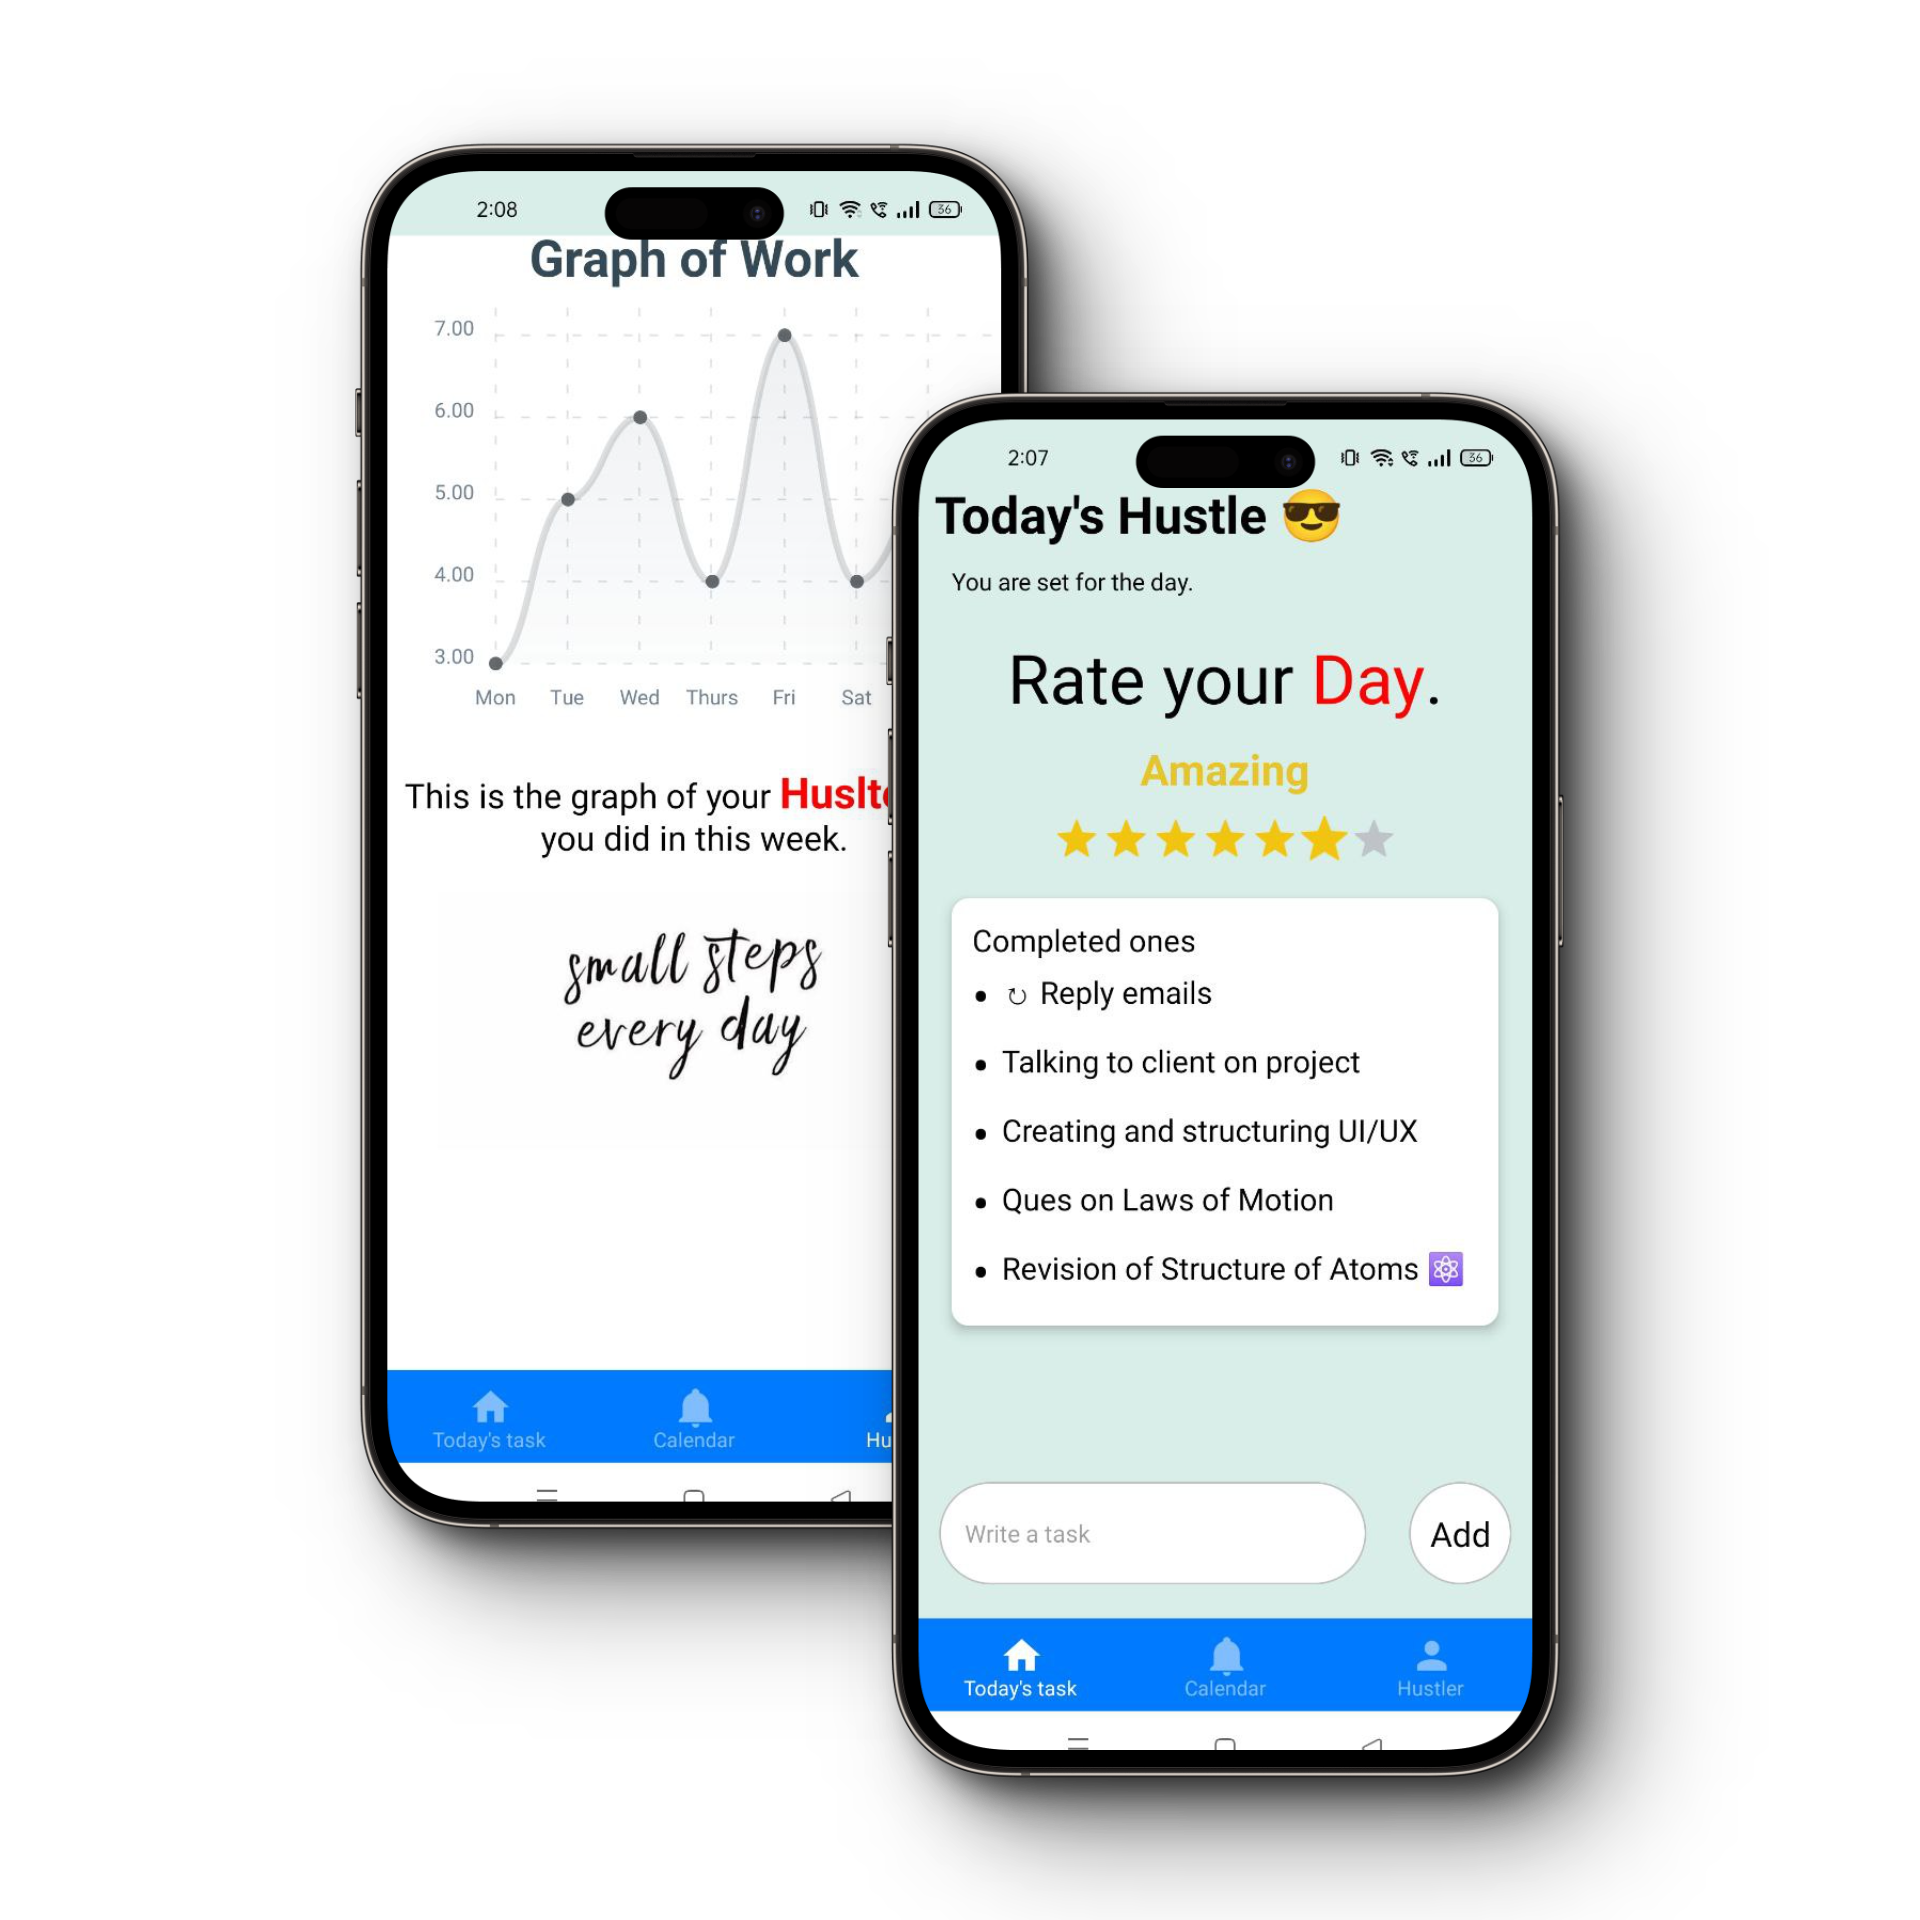 2:08
36
Graph of Work
7.00
6.00
5.00
4.00
3.00
Mon Tue Wed Thurs Fri Sat
This is the graph of your
you did in this week.
small steps
every day
Today's task
Calendar
2:07
36
Today's Hustle 😎
You are set for the day.
Rate your Day.
Amazing
Completed ones
• ↻ Reply emails
• Talking to client on project
• Creating and structuring UI/UX
• Ques on Laws of Motion
• Revision of Structure of Atoms ⚛
Write a task
Add
Today's task
Calendar
Hustler